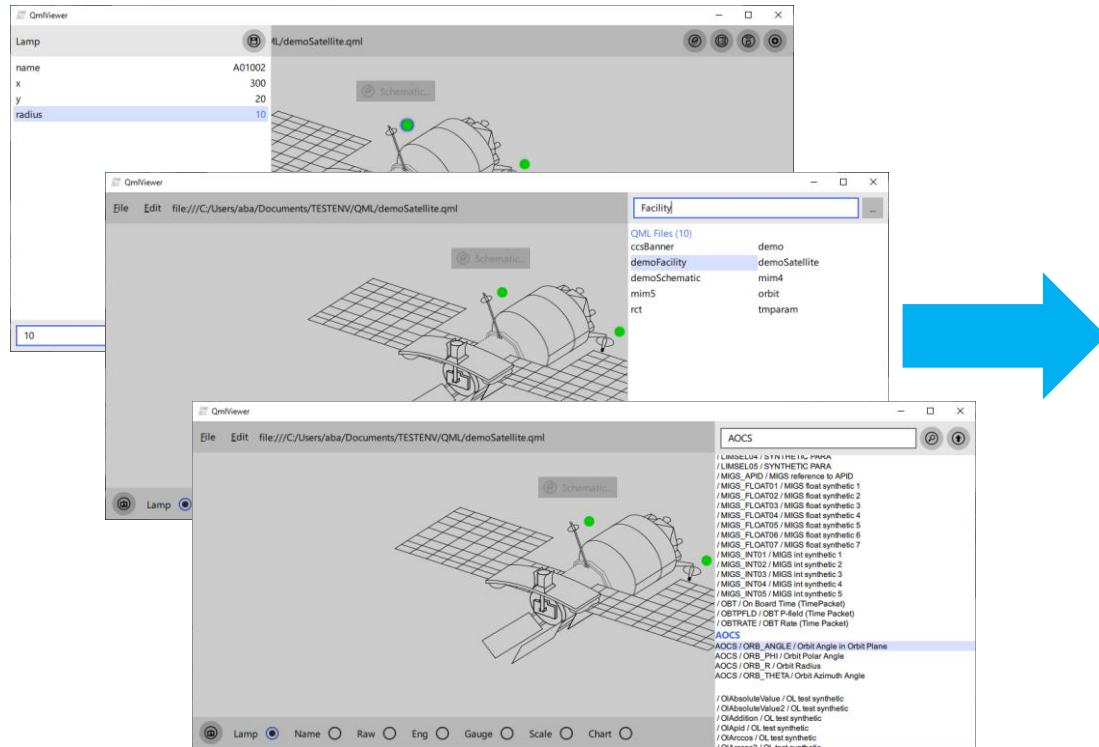 QmlViewer
Lamp
ML/demoSatellite.qml
name A01002
x 300
y 20
radius 10
Schematic...
10
QmlViewer
File Edit file:///C:/Users/aba/Documents/TESTENV/QML/demoSatellite.qml
Facility
...
Schematic...
QML Files (10)
ccsBanner demo
demoFacility demoSatellite
demoSchematic mim4
mim5 orbit
rct tmparam
Lamp
QmlViewer
File Edit file:///C:/Users/aba/Documents/TESTENV/QML/demoSatellite.qml
AOCS
Schematic...
/ LIMSEL04 / SYNTHETIC PARA
/ LIMSEL05 / SYNTHETIC PARA
/ MIGS_APID / MIGS reference to APID
/ MIGS_FLOAT01 / MIGS float synthetic 1
/ MIGS_FLOAT02 / MIGS float synthetic 2
/ MIGS_FLOAT03 / MIGS float synthetic 3
/ MIGS_FLOAT04 / MIGS float synthetic 4
/ MIGS_FLOAT05 / MIGS float synthetic 5
/ MIGS_FLOAT06 / MIGS float synthetic 6
/ MIGS_FLOAT07 / MIGS float synthetic 7
/ MIGS_INT01 / MIGS int synthetic 1
/ MIGS_INT02 / MIGS int synthetic 2
/ MIGS_INT03 / MIGS int synthetic 3
/ MIGS_INT04 / MIGS int synthetic 4
/ MIGS_INT05 / MIGS int synthetic 5
/ OBT / On Board Time (TimePacket)
/ OBTPFLD / OBT P-field (Time Packet)
/ OBTRATE / OBT Rate (Time Packet)
AOCS
AOCS / ORB_ANGLE / Orbit Angle in Orbit Plane
AOCS / ORB_PHI / Orbit Polar Angle
AOCS / ORB_R / Orbit Radius
AOCS / ORB_THETA / Orbit Azimuth Angle
/ OlAbsoluteValue / OL test synthetic
/ OlAbsoluteValue2 / OL test synthetic
/ OlAddition / OL test synthetic
/ OlApid / OL test synthetic
/ OlArccos / OL test synthetic
/ OlArccos2 / OL test synthetic
Lamp Name Raw Eng Gauge Scale Chart